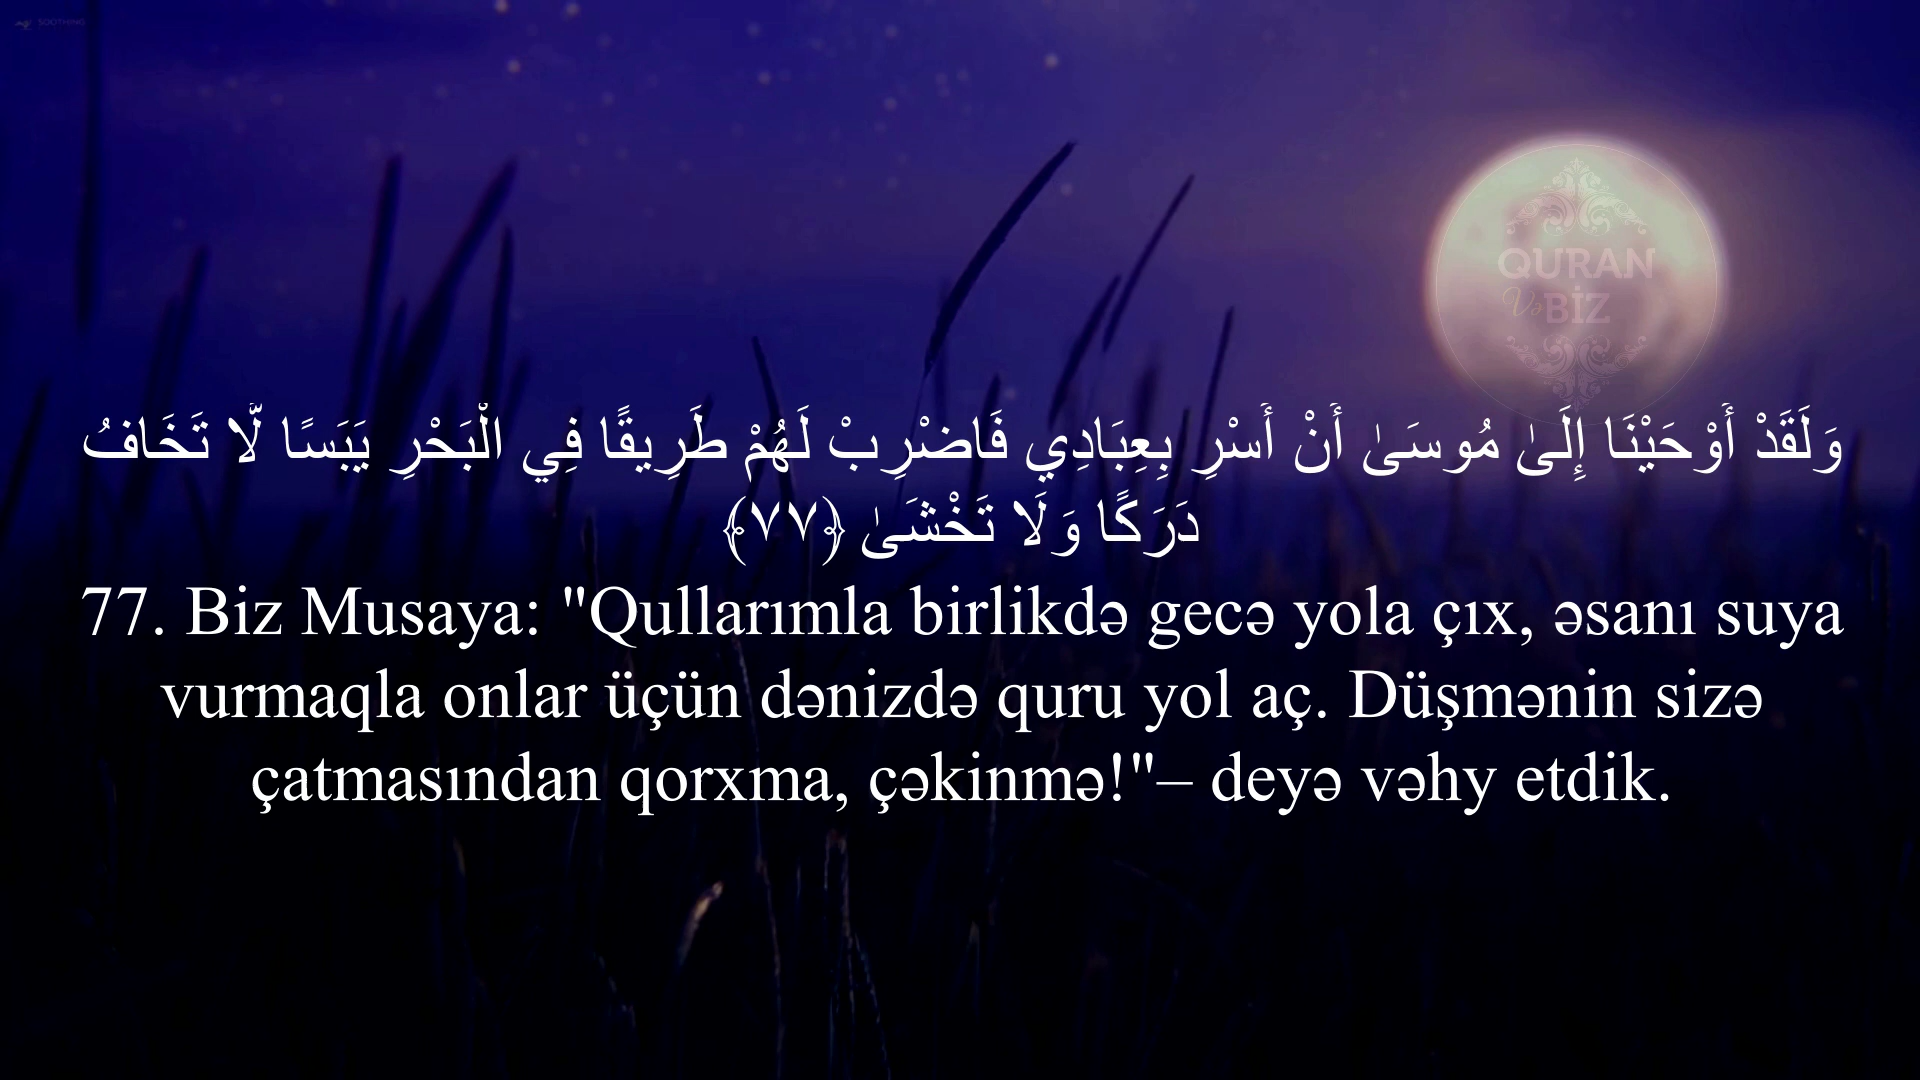 SOOTHING
QURAN
Və BİZ
وَلَقَدْ أَوْحَيْنَا إِلَىٰ مُوسَىٰ أَنْ أَسْرِ بِعِبَادِي فَاضْرِبْ لَهُمْ طَرِيقًا فِي الْبَحْرِ يَبَسًا لَّا تَخَافُ
دَرَكًا وَلَا تَخْشَىٰ ﴿٧٧﴾
77. Biz Musaya: "Qullarımla birlikdə gecə yola çıx, əsanı suya
vurmaqla onlar üçün dənizdə quru yol aç. Düşmənin sizə
çatmasından qorxma, çəkinmə!"– deyə vəhy etdik.